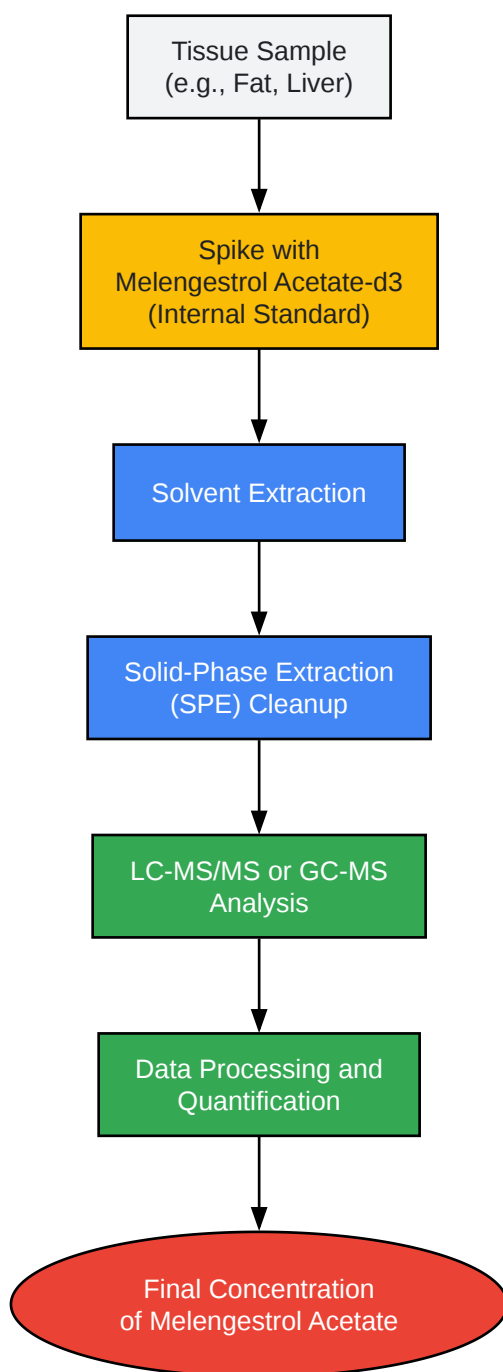 Tissue Sample
(e.g., Fat, Liver)
Spike with
Melengestrol Acetate-d3
(Internal Standard)
Solvent Extraction
Solid-Phase Extraction
(SPE) Cleanup
LC-MS/MS or GC-MS
Analysis
Data Processing and
Quantification
Final Concentration
of Melengestrol Acetate